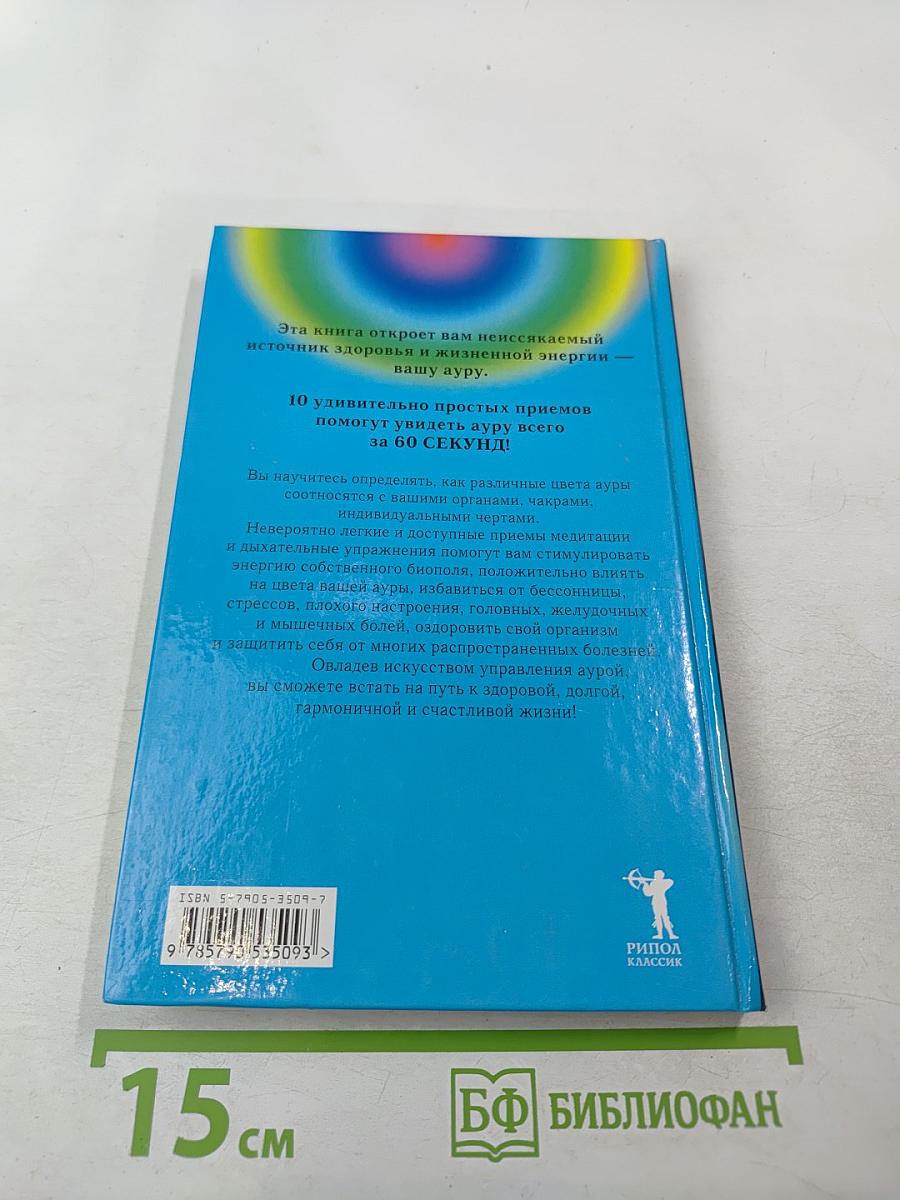 Эта книга откроет вам неиссякаемый
источник здоровья и жизненной энергии —
вашу ауру.
10 удивительно простых приемов
помогут увидеть ауру всего
за 60 СЕКУНД!
Вы научитесь определять, как различные цвета ауры
соотносятся с вашими органами, чакрами,
индивидуальными чертами.
Невероятно легкие и доступные приемы медитации
и дыхательные упражнения помогут вам стимулировать
энергию собственного биополя, положительно влиять
на цвета вашей ауры, избавиться от бессонницы,
стрессов, плохого настроения, головных, желудочных
и мышечных болей, оздоровить свой организм
и защитить себя от многих распространенных болезней.
Овладев искусством управления аурой,
вы сможете встать на путь к здоровой, долгой,
гармоничной и счастливой жизни!
ISBN 5-7905-3509-7
9 785790 535093 >
РИПОЛ
КЛАССИК
15 см
БФ БИБЛИОФАН